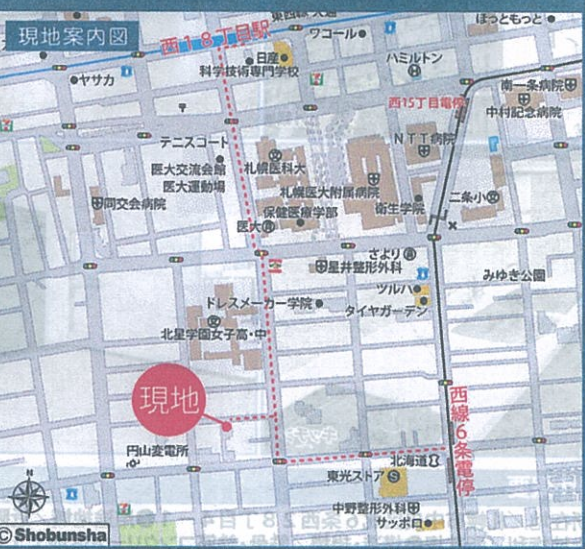 現地案内図
西18丁目駅
ほっともっと
ワコール
日産
科学技術専門学校
ハミルトン
ヤサカ
西15丁目電停
南一条病院
中村記念病院
NTT病院
テニスコート
医大交流会館
医大運動場
札幌医科大
札幌医大附属病院
衛生学院
二条小
同交会病院
保健医療学部
医大
さより
星井整形外科
みゆき公園
ツルハ
タイヤガーデン
ドレスメーカー学院
北星学園女子高・中
現地
西線6条電停
円山変電所
北海道
東光ストア
S
中野整形外科
サッポロ
N
© Shobunsha